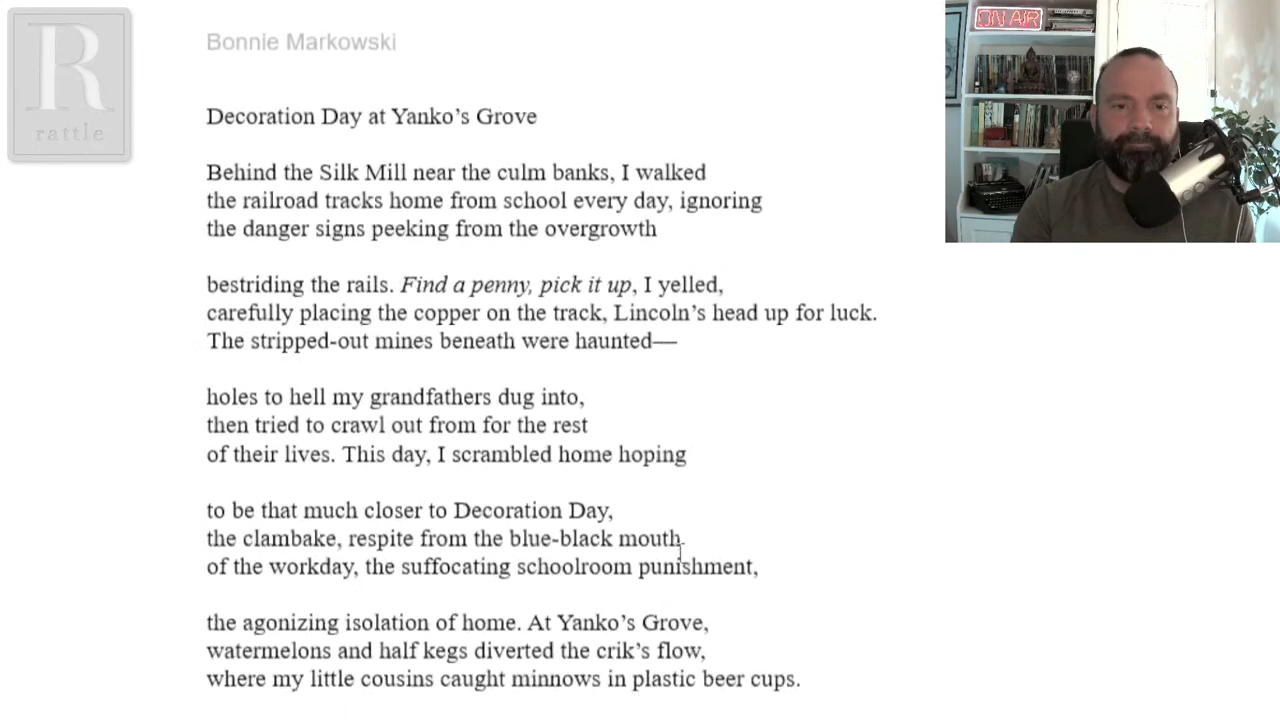 R
rattle
Bonnie Markowski
ON AIR
Decoration Day at Yanko’s Grove
Behind the Silk Mill near the culm banks, I walked
the railroad tracks home from school every day, ignoring
the danger signs peeking from the overgrowth
bestriding the rails. Find a penny, pick it up, I yelled,
carefully placing the copper on the track, Lincoln’s head up for luck.
The stripped-out mines beneath were haunted—
holes to hell my grandfathers dug into,
then tried to crawl out from for the rest
of their lives. This day, I scrambled home hoping
to be that much closer to Decoration Day,
the clambake, respite from the blue-black mouth
of the workday, the suffocating schoolroom punishment,
the agonizing isolation of home. At Yanko’s Grove,
watermelons and half kegs diverted the crik’s flow,
where my little cousins caught minnows in plastic beer cups.